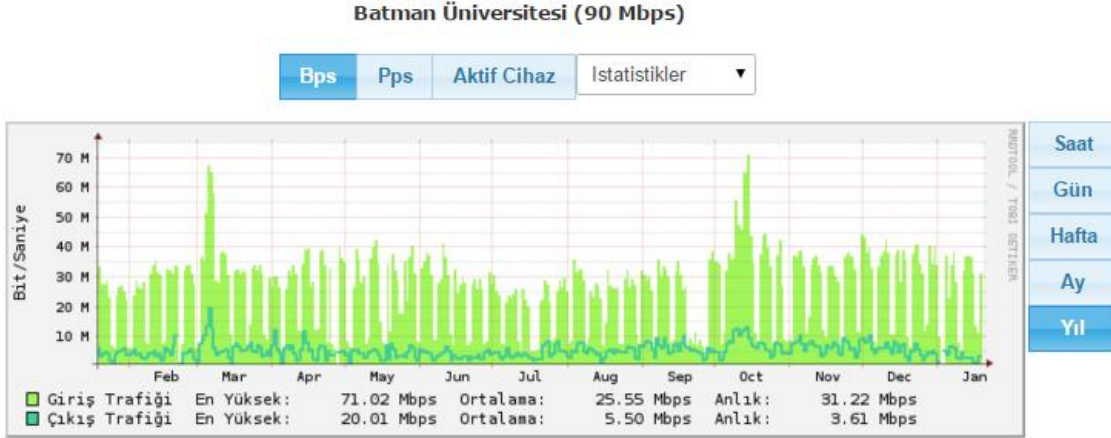 Batman Üniversitesi (90 Mbps)
Bps Pps Aktif Cihaz Istatistikler
Saat
Gün
Hafta
Ay
Yıl
RRDTOOL / TOBI OETIKER
Bit/Saniye
70 M
60 M
50 M
40 M
30 M
20 M
10 M
Feb Mar Apr May Jun Jul Aug Sep Oct Nov Dec Jan
Giriş Trafiği En Yüksek: 71.02 Mbps Ortalama: 25.55 Mbps Anlık: 31.22 Mbps
Çıkış Trafiği En Yüksek: 20.01 Mbps Ortalama: 5.50 Mbps Anlık: 3.61 Mbps